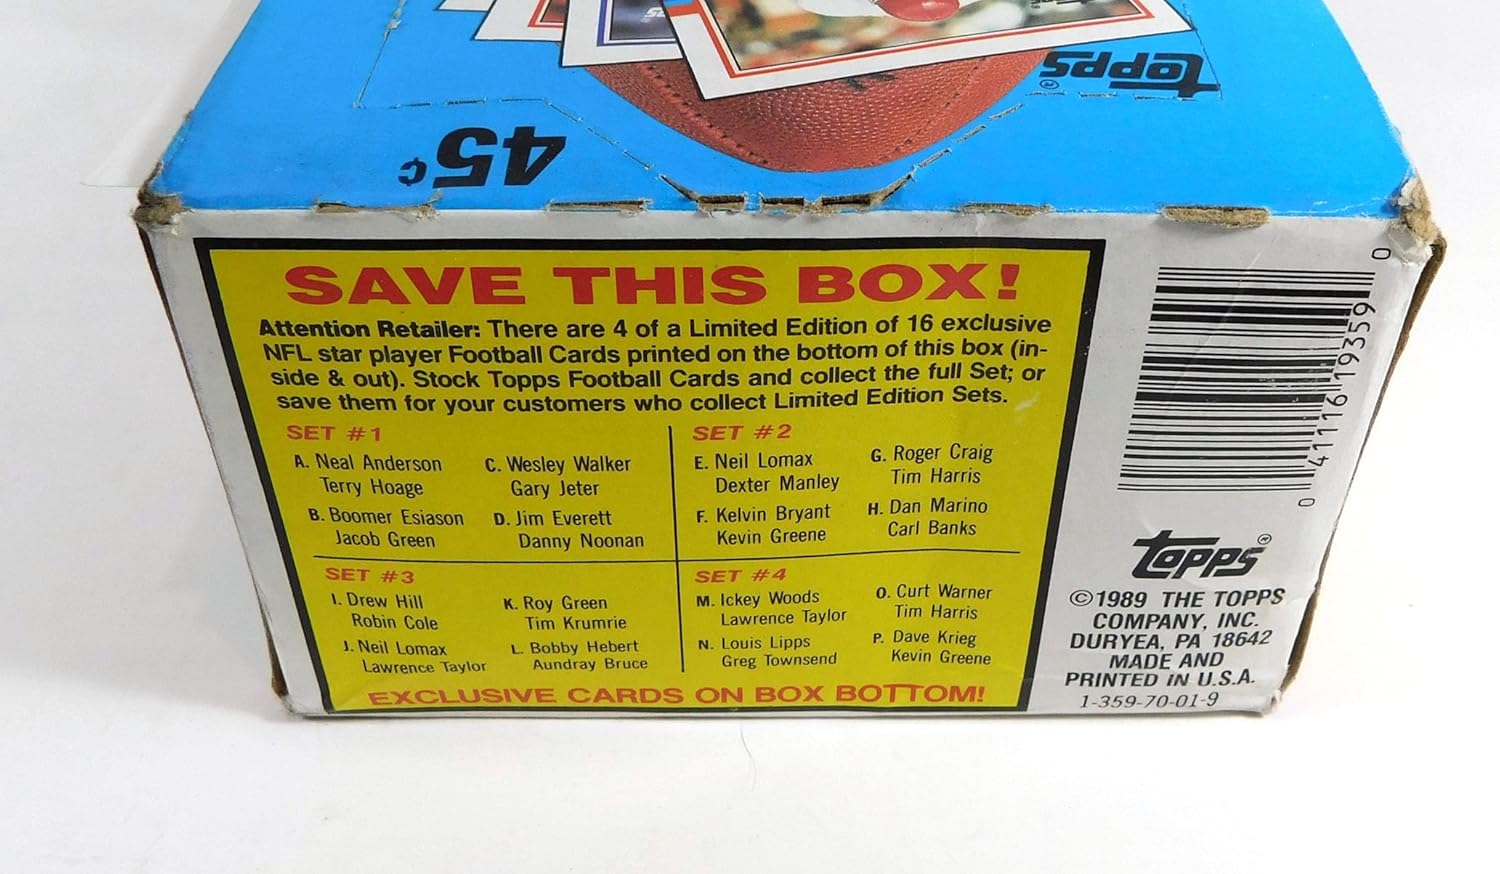 topps®
45¢
SAVE THIS BOX!
Attention Retailer: There are 4 of a Limited Edition of 16 exclusive
NFL star player Football Cards printed on the bottom of this box (in-
side & out). Stock Topps Football Cards and collect the full Set; or
save them for your customers who collect Limited Edition Sets.
SET #1
A. Neal Anderson
Terry Hoage
B. Boomer Esiason
Jacob Green
C. Wesley Walker
Gary Jeter
D. Jim Everett
Danny Noonan
SET #2
E. Neil Lomax
Dexter Manley
F. Kelvin Bryant
Kevin Greene
G. Roger Craig
Tim Harris
H. Dan Marino
Carl Banks
SET #3
I. Drew Hill
Robin Cole
J. Neil Lomax
Lawrence Taylor
K. Roy Green
Tim Krumrie
L. Bobby Hebert
Aundray Bruce
SET #4
M. Ickey Woods
Lawrence Taylor
N. Louis Lipps
Greg Townsend
O. Curt Warner
Tim Harris
P. Dave Krieg
Kevin Greene
EXCLUSIVE CARDS ON BOX BOTTOM!
0 41116 19359 0
topps®
©1989 THE TOPPS
COMPANY, INC.
DURYEA, PA 18642
MADE AND
PRINTED IN U.S.A.
1-359-70-01-9